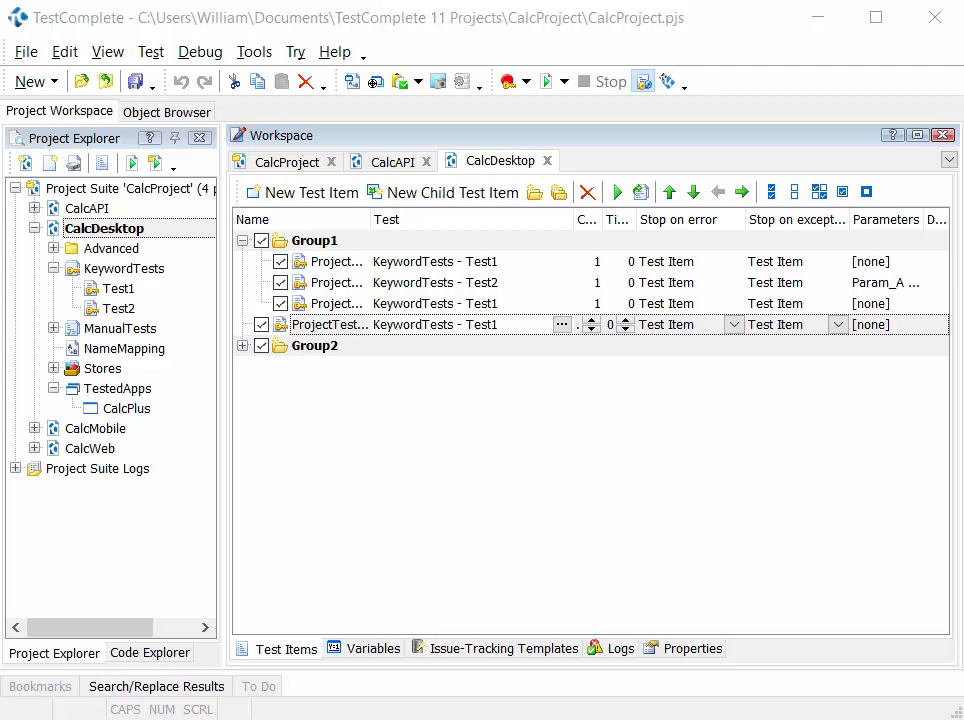 TestComplete - C:\Users\William\Documents\TestComplete 11 Projects\CalcProject\CalcProject.pjs
File Edit View Test Debug Tools Try Help
New Stop
Project Workspace Object Browser
Project Explorer
Project Suite 'CalcProject' (4 p
CalcAPI
CalcDesktop
Advanced
KeywordTests
Test1
Test2
ManualTests
NameMapping
Stores
TestedApps
CalcPlus
CalcMobile
CalcWeb
Project Suite Logs
Project Explorer Code Explorer
Workspace
CalcProject CalcAPI CalcDesktop
New Test Item New Child Test Item
Name Test C... Ti... Stop on error Stop on except... Parameters D...
Group1
Project... KeywordTests - Test1 1 0 Test Item Test Item [none]
Project... KeywordTests - Test2 1 0 Test Item Test Item Param_A ...
Project... KeywordTests - Test1 1 0 Test Item Test Item [none]
ProjectTest... KeywordTests - Test1 ... . 0 Test Item Test Item [none]
Group2
Test Items Variables Issue-Tracking Templates Logs Properties
Bookmarks Search/Replace Results To Do
CAPS NUM SCRL